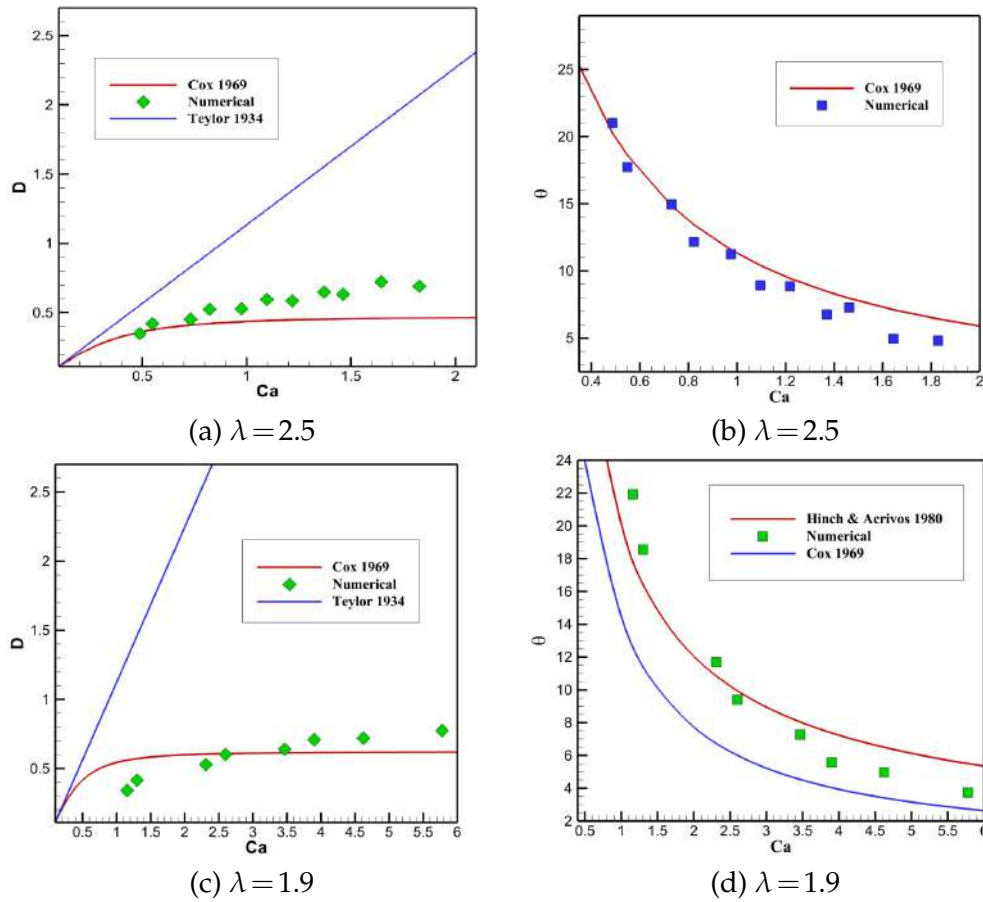 2.5
2
1.5
1
0.5
D
Cox 1969
Numerical
Teylor 1934
0.5
1
1.5
2
Ca
(a) λ=2.5
25
20
15
10
5
θ
Cox 1969
Numerical
0.4
0.6
0.8
1
1.2
1.4
1.6
1.8
2
Ca
(b) λ=2.5
2.5
2
1.5
1
0.5
D
Cox 1969
Numerical
Teylor 1934
0.5
1
1.5
2
2.5
3
3.5
4
4.5
5
5.5
6
Ca
(c) λ=1.9
24
22
20
18
16
14
12
10
8
6
4
2
θ
Hinch & Acrivos 1980
Numerical
Cox 1969
0.5
1
1.5
2
2.5
3
3.5
4
4.5
5
5.5
6
Ca
(d) λ=1.9